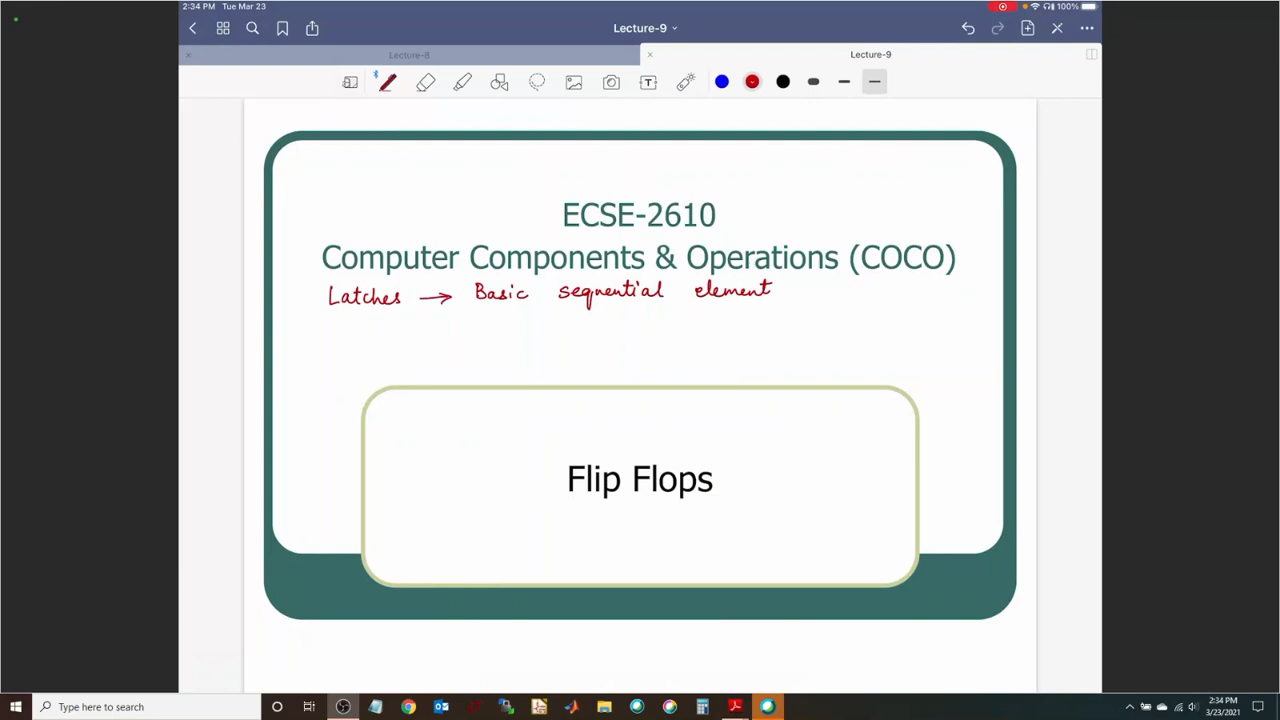 2:34 PM Tue Mar 23
100%
Lecture-9
Lecture-8
Lecture-9
T
ECSE-2610
Computer Components & Operations (COCO)
Latches → Basic sequential element
Flip Flops
Type here to search
2:34 PM
3/23/2021